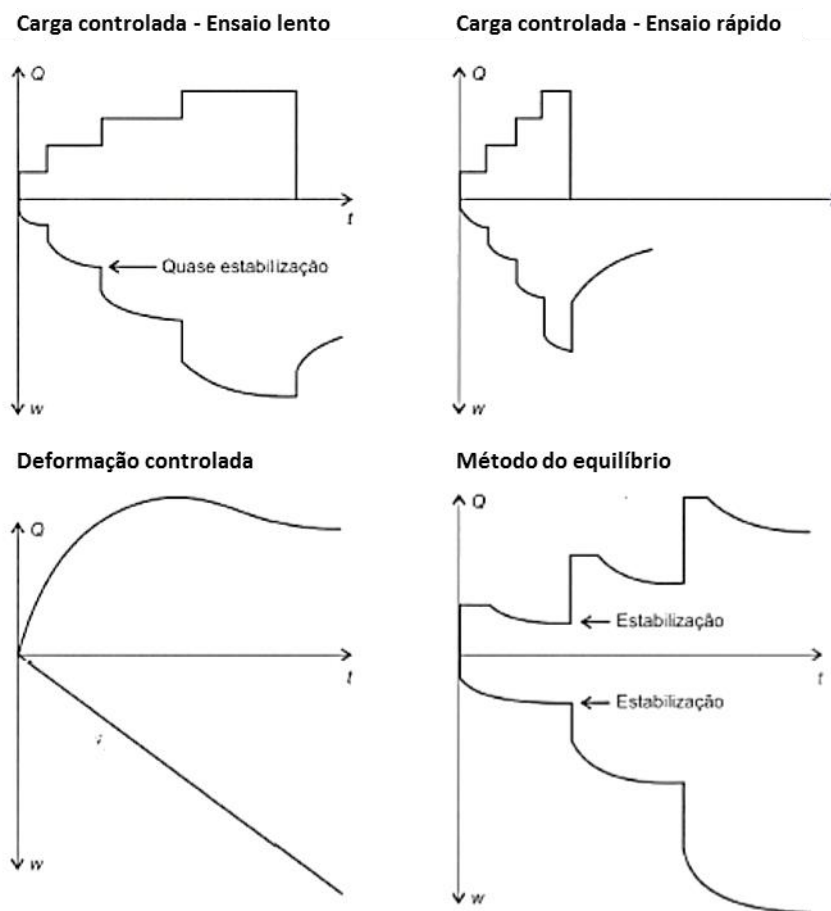 Carga controlada - Ensaio lento
Carga controlada - Ensaio rápido
Q
t
Quase estabilização
w
Q
w
Deformação controlada
Método do equilíbrio
Q
t
w
Q
Estabilização
t
Estabilização
w